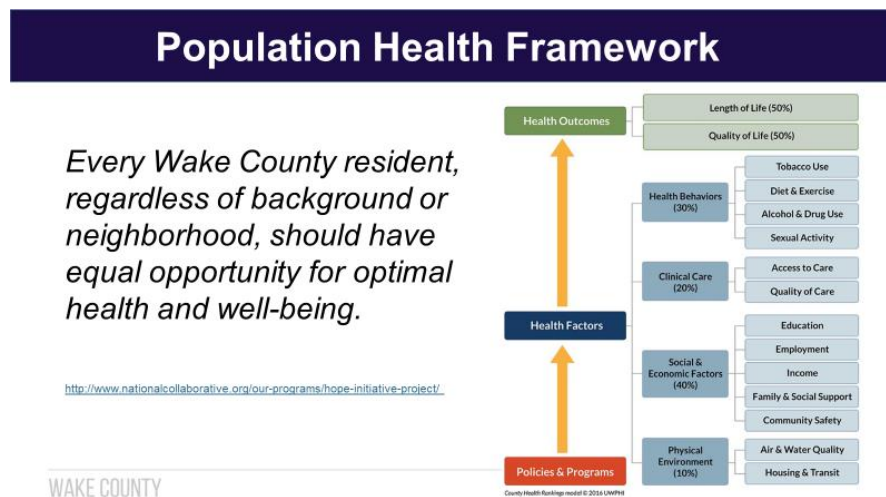 Population Health Framework
Every Wake County resident,
regardless of background or
neighborhood, should have
equal opportunity for optimal
health and well-being.
http://www.nationalcollaborative.org/our-programs/hope-initiative-project/
WAKE COUNTY
Health Outcomes
Length of Life (50%)
Quality of Life (50%)
Health Factors
Health Behaviors
(30%)
Tobacco Use
Diet & Exercise
Alcohol & Drug Use
Sexual Activity
Clinical Care
(20%)
Access to Care
Quality of Care
Social &
Economic Factors
(40%)
Education
Employment
Income
Family & Social Support
Community Safety
Physical
Environment
(10%)
Air & Water Quality
Housing & Transit
Policies & Programs
County Health Rankings model © 2016 UWPHI